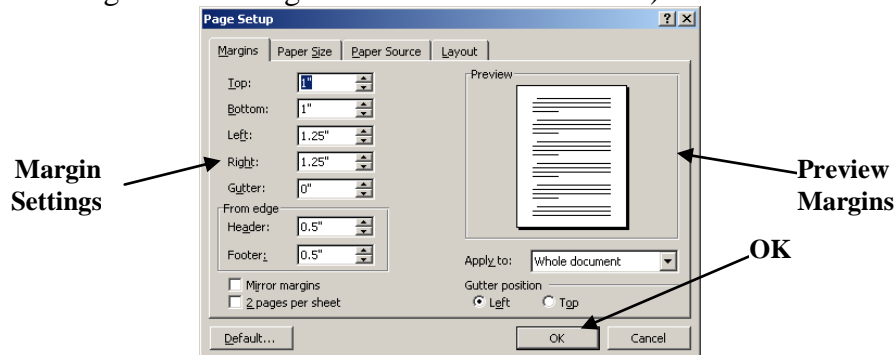 Page Setup
Margins Paper Size Paper Source Layout
Top: 1"
Bottom: 1"
Left: 1.25"
Right: 1.25"
Gutter: 0"
From edge
Header: 0.5"
Footer: 0.5"
Mirror margins
2 pages per sheet
Preview
Apply to: Whole document
Gutter position
Left Top
Default... OK Cancel
Margin
Settings
Preview
Margins
OK